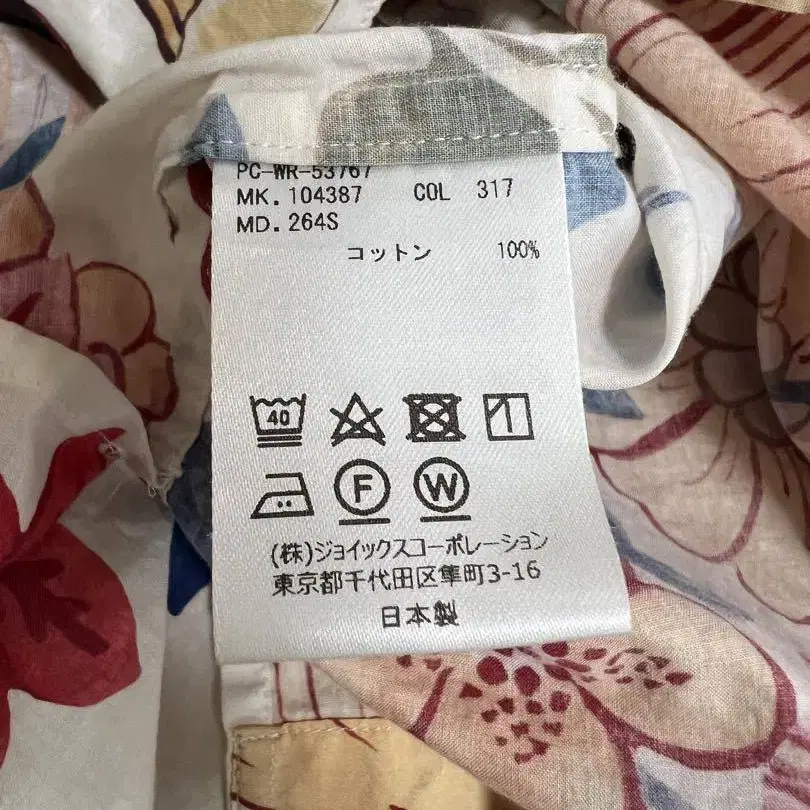 PC-WR-53767
MK. 104387 COL 317
MD. 264S
コットン 100%
40
F W
(株)ジョイックスコーポレーション
東京都千代田区隼町3-16
日本製